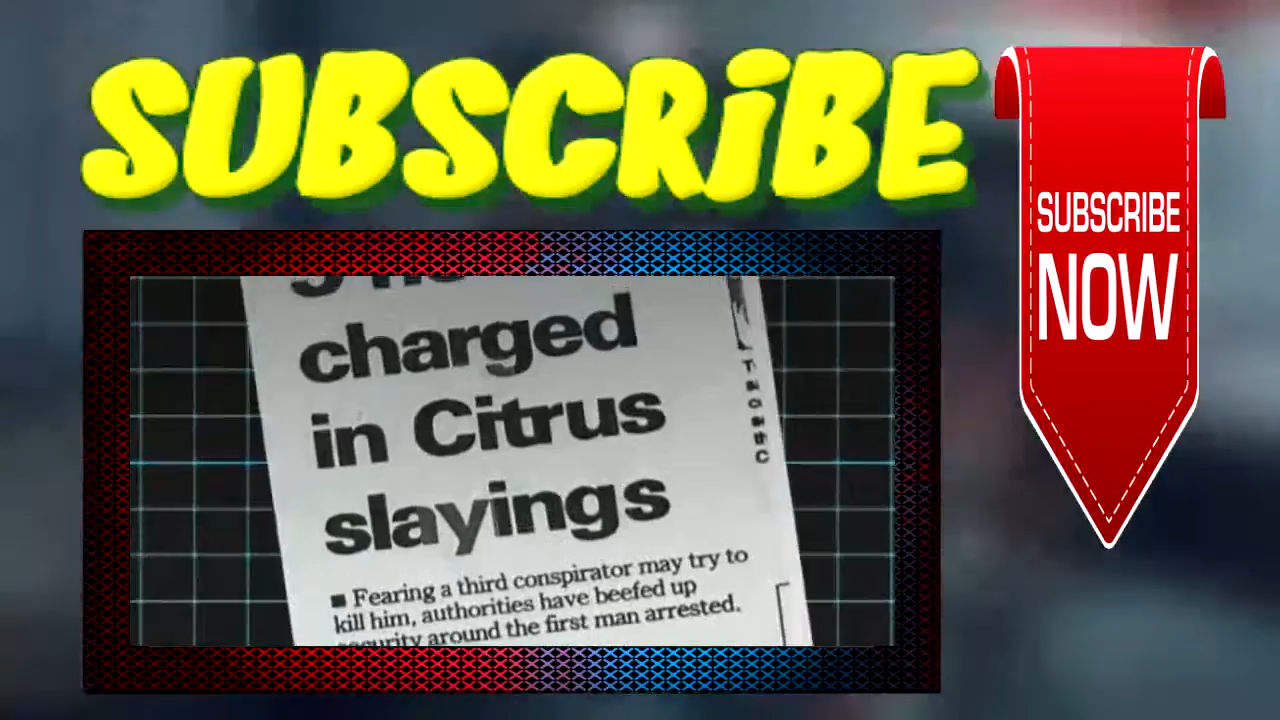 SUBSCRiBE
SUBSCRIBE
NOW
charged
in Citrus
slayings
■ Fearing a third conspirator may try to
kill him, authorities have beefed up
security around the first man arrested.